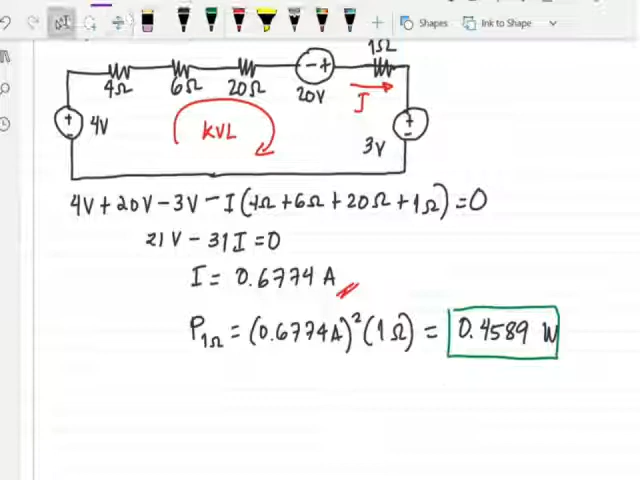 Shapes
Ink to Shape
1Ω
4Ω 6Ω 20Ω 20V I
4V KVL 3V
4V + 20V - 3V - I (4Ω + 6Ω + 20Ω + 1Ω) = 0
21V - 31I = 0
I = 0.6774 A
P1Ω = (0.6774A)² (1Ω) = 0.4589 W